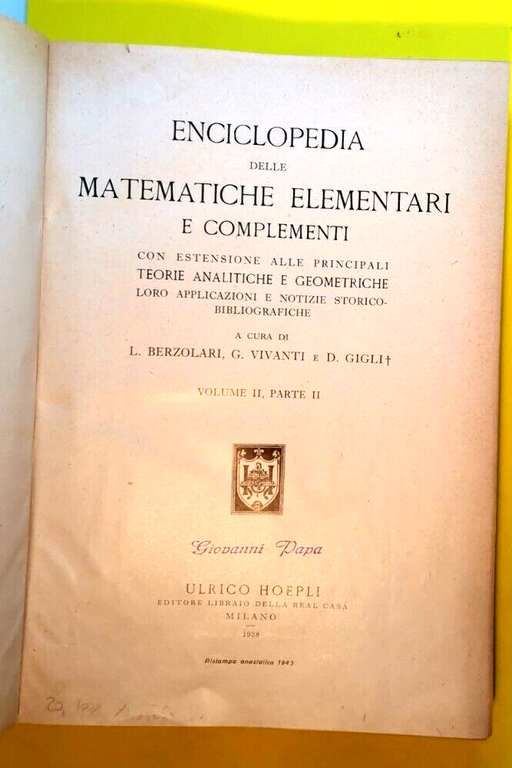 ENCICLOPEDIA
DELLE
MATEMATICHE ELEMENTARI
E COMPLEMENTI
CON ESTENSIONE ALLE PRINCIPALI
TEORIE ANALITICHE E GEOMETRICHE
LORO APPLICAZIONI E NOTIZIE STORICO-
BIBLIOGRAFICHE
A CURA DI
L. BERZOLARI, G. VIVANTI E D. GIGLI†
VOLUME II, PARTE II
Giovanni Papa
ULRICO HOEPLI
EDITORE LIBRAIO DELLA REAL CASA
MILANO
1938
Ristampa anastatica 1943